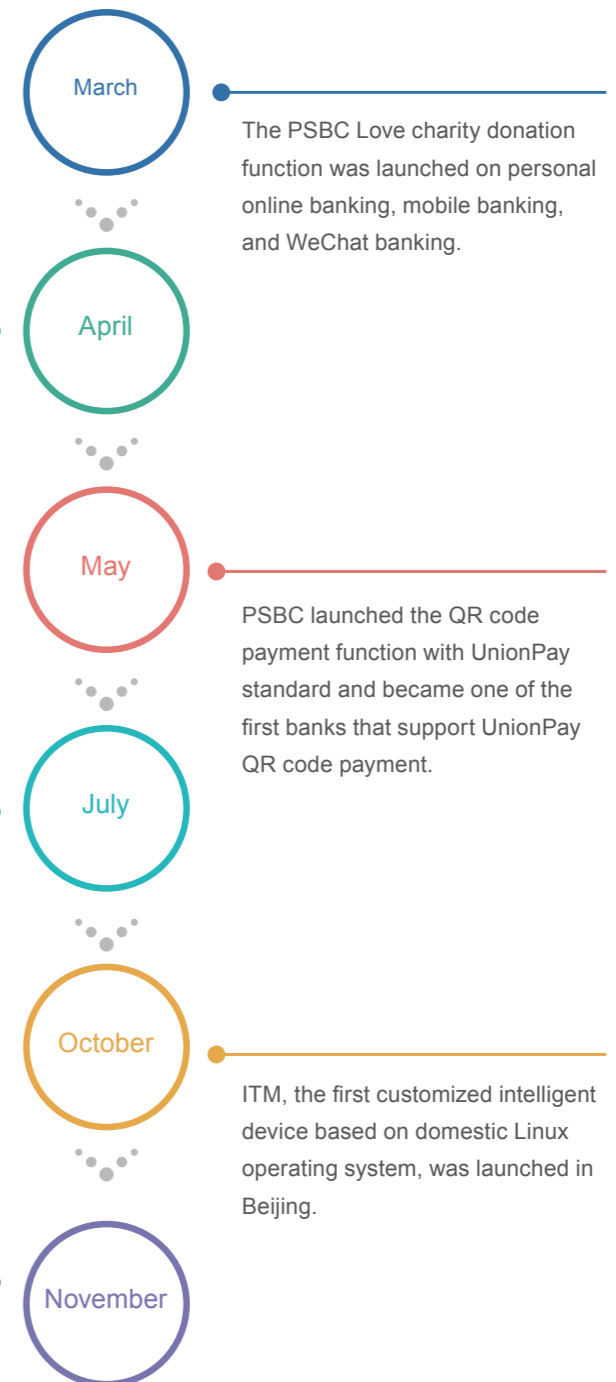 March
The PSBC Love charity donation
function was launched on personal
online banking, mobile banking,
and WeChat banking.
April
May
PSBC launched the QR code
payment function with UnionPay
standard and became one of the
first banks that support UnionPay
QR code payment.
July
October
ITM, the first customized intelligent
device based on domestic Linux
operating system, was launched in
Beijing.
November